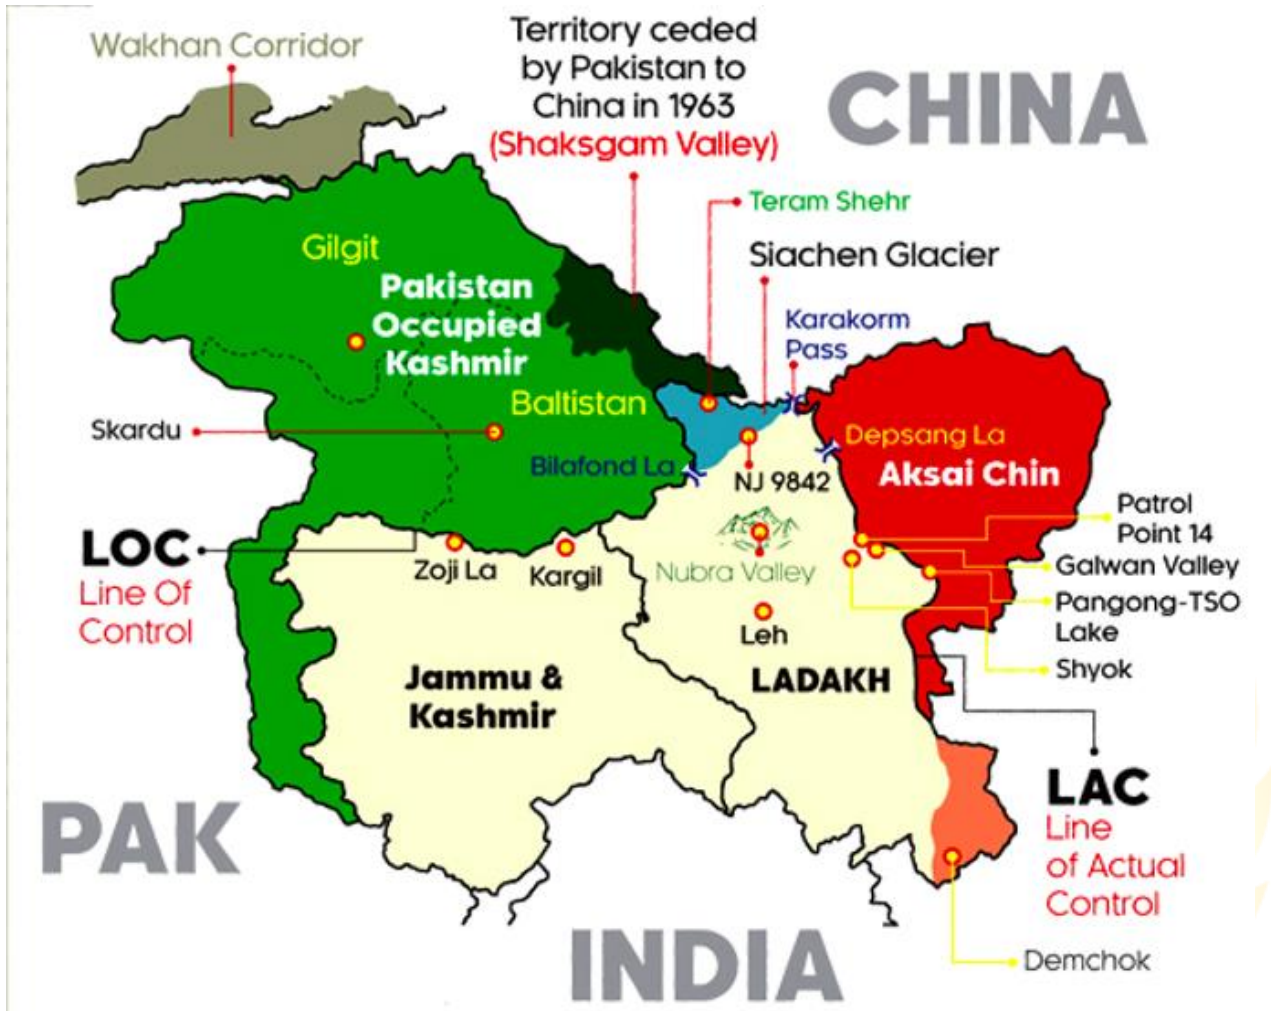 Wakhan Corridor
Territory ceded
by Pakistan to
China in 1963
(Shaksgam Valley)
CHINA
Teram Shehr
Siachen Glacier
Gilgit
Pakistan
Occupied
Kashmir
Karakorm
Pass
Baltistan
Skardu
Depsang La
Bilafond La
Aksai Chin
NJ 9842
Patrol
Point 14
LOC
Line Of
Control
Zoji La
Kargil
Nubra Valley
Galwan Valley
Pangong-TSO
Lake
Leh
Shyok
Jammu &
Kashmir
LADAKH
LAC
Line
of Actual
Control
PAK
INDIA
Demchok